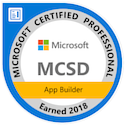 MICROSOFT CERTIFIED PROFESSIONAL
Microsoft
MCSD
App Builder
Earned 2018